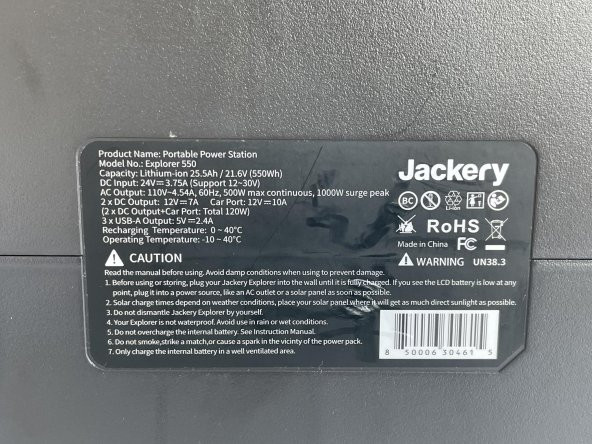 Product Name: Portable Power Station
Model No.: Explorer 550
Capacity: Lithium-ion 25.5Ah / 21.6V (550Wh)
DC Input: 24V⎓3.75A (Support 12~30V)
AC Output: 110V~4.54A, 60Hz, 500W max continuous, 1000W surge peak
2 x DC Output: 12V⎓7A   Car Port: 12V⎓10A
(2 x DC Output+Car Port: Total 120W)
3 x USB-A Output: 5V⎓2.4A
Recharging Temperature: 0 ~ 40°C
Operating Temperature: -10 ~ 40°C
Jackery
BC
Li-ion
RoHS
Made in China FC
WARNING UN38.3
CAUTION
Read the manual before using. Avoid damp conditions when using to prevent damage.
1. Before using or storing, plug your Jackery Explorer into the wall until it is fully charged. If you see the LCD battery is low at any
point, plug it into a power source, like an AC outlet or a solar panel as soon as possible.
2. Solar charge times depend on weather conditions, place your solar panel where it will get as much direct sunlight as possible.
3. Do not dismantle Jackery Explorer by yourself.
4. Your Explorer is not waterproof. Avoid use in rain or wet conditions.
5. Do not overcharge the internal battery. See Instruction Manual.
6. Do not smoke,strike a match,or cause a spark in the vicinity of the power pack.
7. Only charge the internal battery in a well ventilated area.
8 50006 30461 5